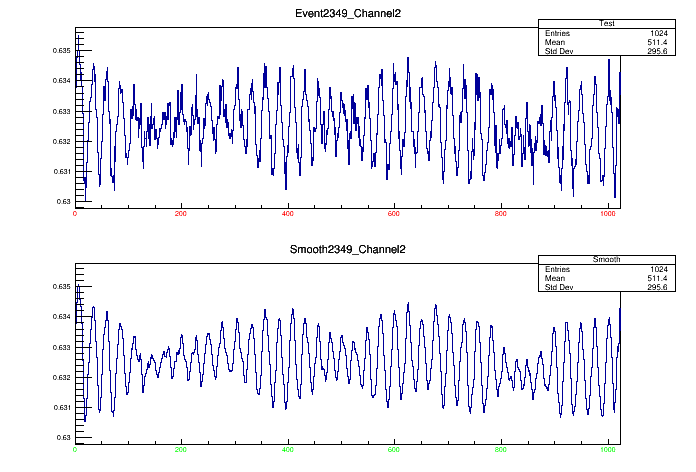 Event2349_Channel2
Test
Entries 1024
Mean 511.4
Std Dev 295.6
0.635
0.634
0.633
0.632
0.631
0.63
0 200 400 600 800 1000
Smooth2349_Channel2
Smooth
Entries 1024
Mean 511.4
Std Dev 295.6
0.635
0.634
0.633
0.632
0.631
0.63
0 200 400 600 800 1000